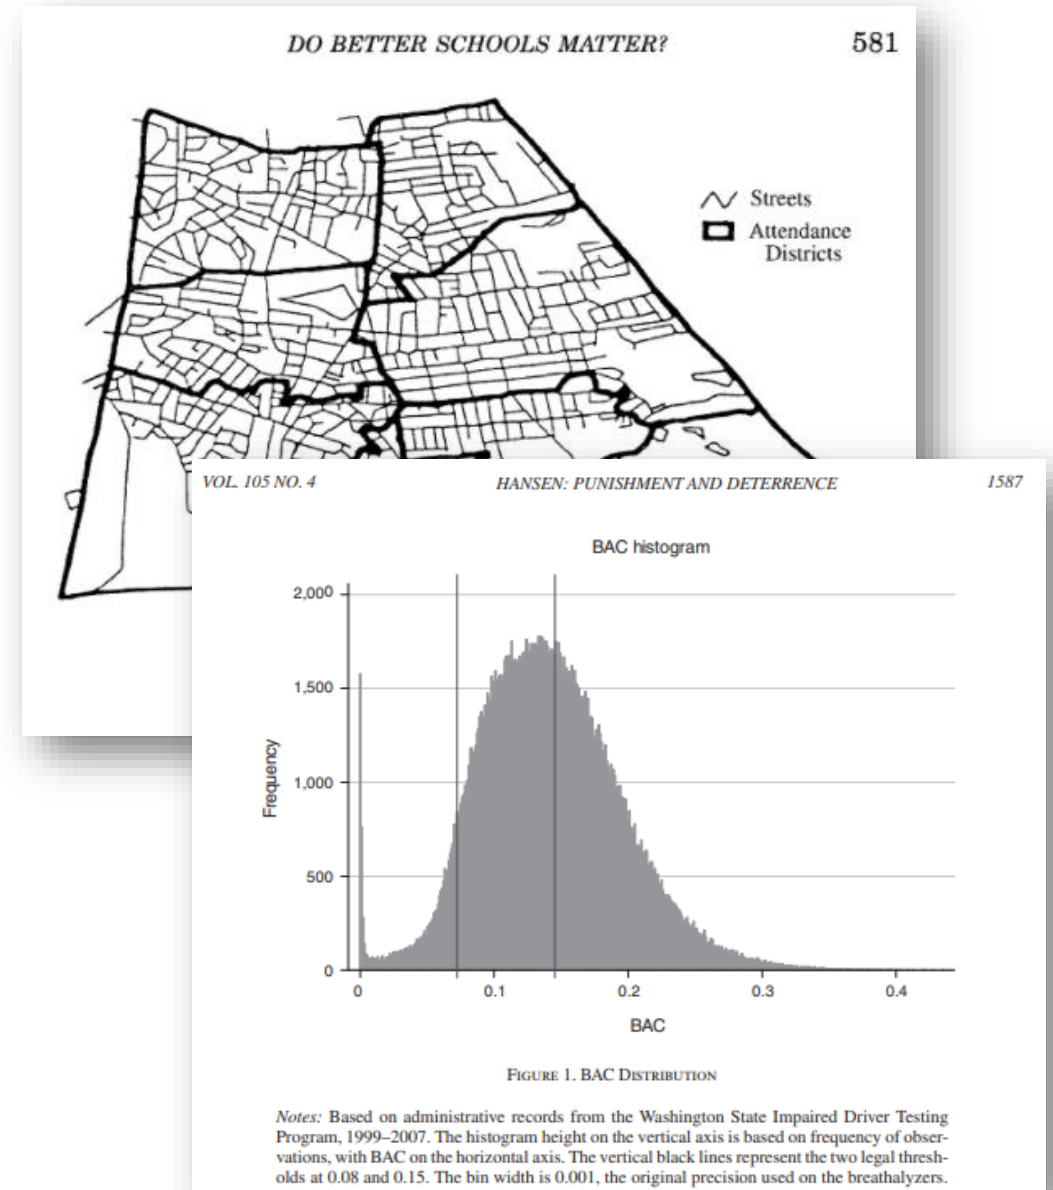 DO BETTER SCHOOLS MATTER?
581
Streets
Attendance
Districts
VOL. 105 NO. 4
HANSEN: PUNISHMENT AND DETERRENCE
1587
BAC histogram
2,000
1,500
1,000
500
0
Frequency
0
0.1
0.2
0.3
0.4
BAC
FIGURE 1. BAC DISTRIBUTION
Notes: Based on administrative records from the Washington State Impaired Driver Testing
Program, 1999–2007. The histogram height on the vertical axis is based on frequency of obser-
vations, with BAC on the horizontal axis. The vertical black lines represent the two legal thresh-
olds at 0.08 and 0.15. The bin width is 0.001, the original precision used on the breathalyzers.